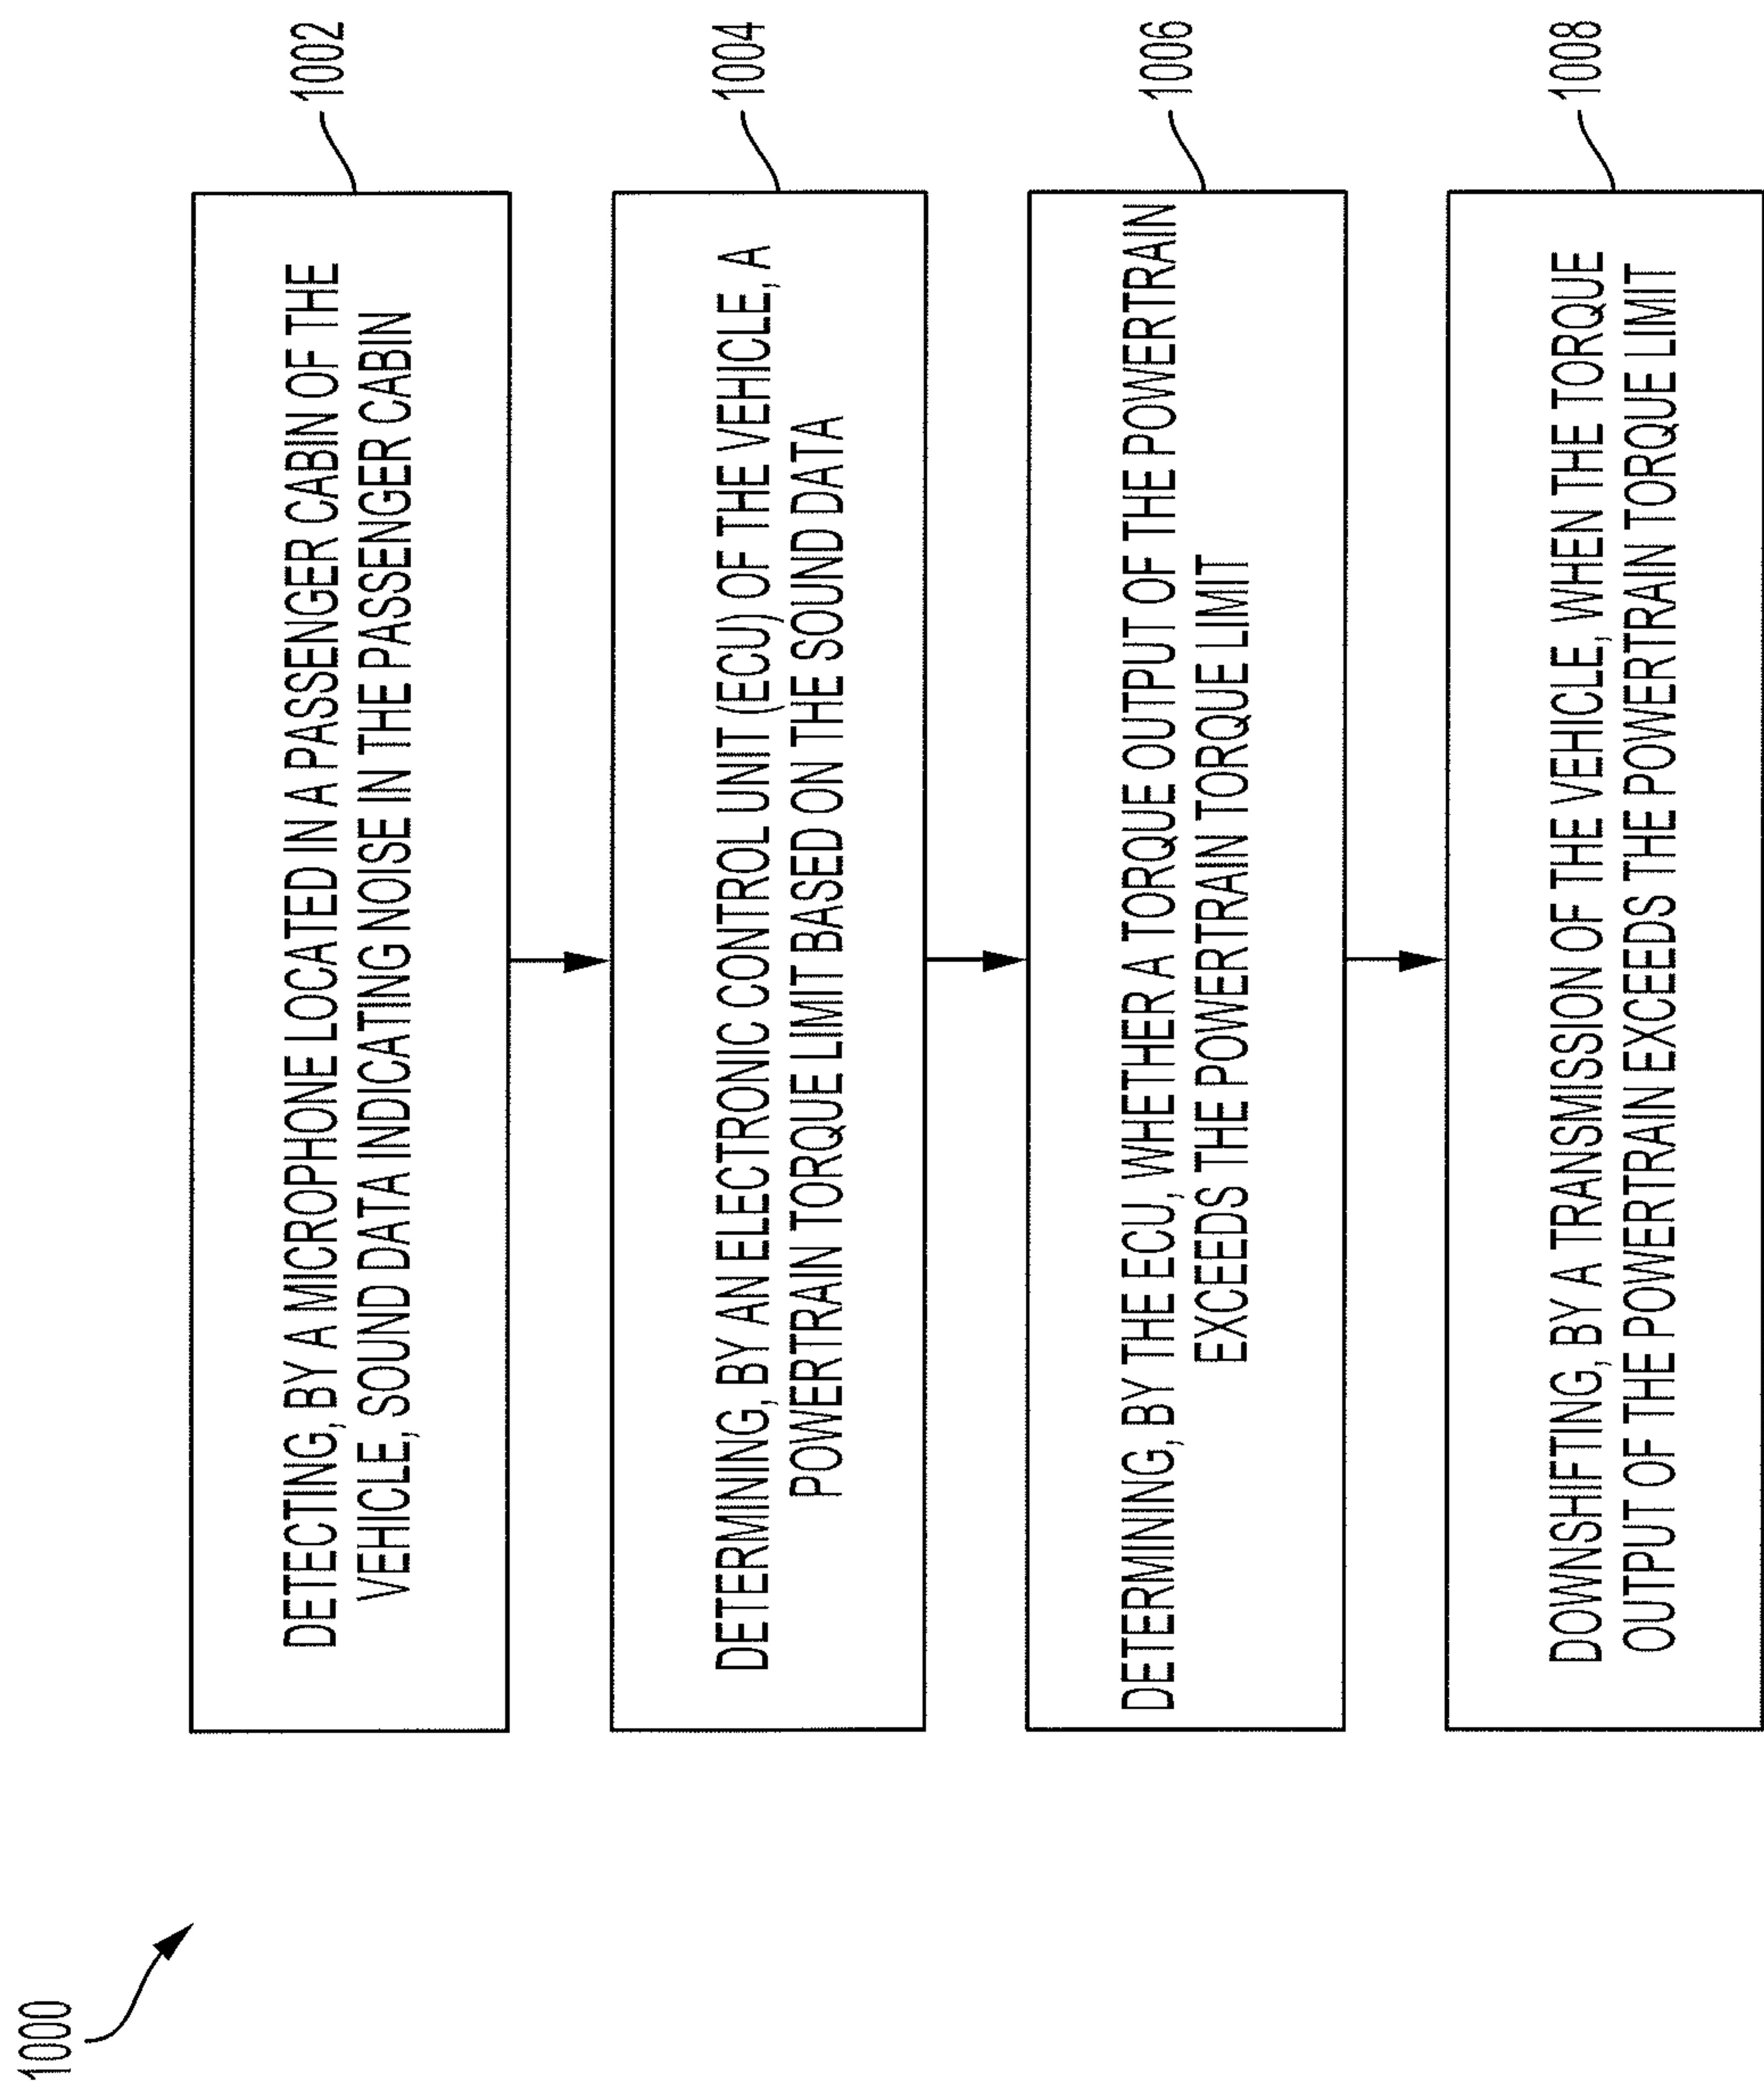 1000
DETECTING, BY A MICROPHONE LOCATED IN A PASSENGER CABIN OF THE
VEHICLE, SOUND DATA INDICATING NOISE IN THE PASSENGER CABIN
1002
DETERMINING, BY AN ELECTRONIC CONTROL UNIT (ECU) OF THE VEHICLE, A
POWERTRAIN TORQUE LIMIT BASED ON THE SOUND DATA
1004
DETERMINING, BY THE ECU, WHETHER A TORQUE OUTPUT OF THE POWERTRAIN
EXCEEDS THE POWERTRAIN TORQUE LIMIT
1006
DOWNSHIFTING, BY A TRANSMISSION OF THE VEHICLE, WHEN THE TORQUE
OUTPUT OF THE POWERTRAIN EXCEEDS THE POWERTRAIN TORQUE LIMIT
1008